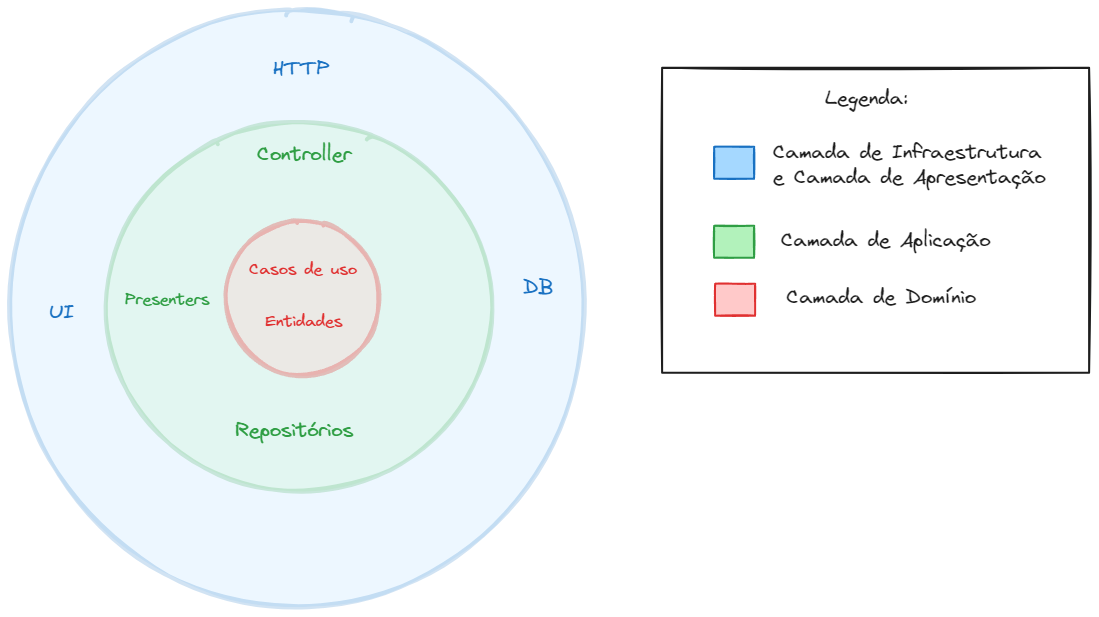 HTTP
Controller
Casos de uso
Entidades
Presenters
UI
DB
Repositórios
Legenda:
Camada de Infraestrutura
e Camada de Apresentação
Camada de Aplicação
Camada de Domínio